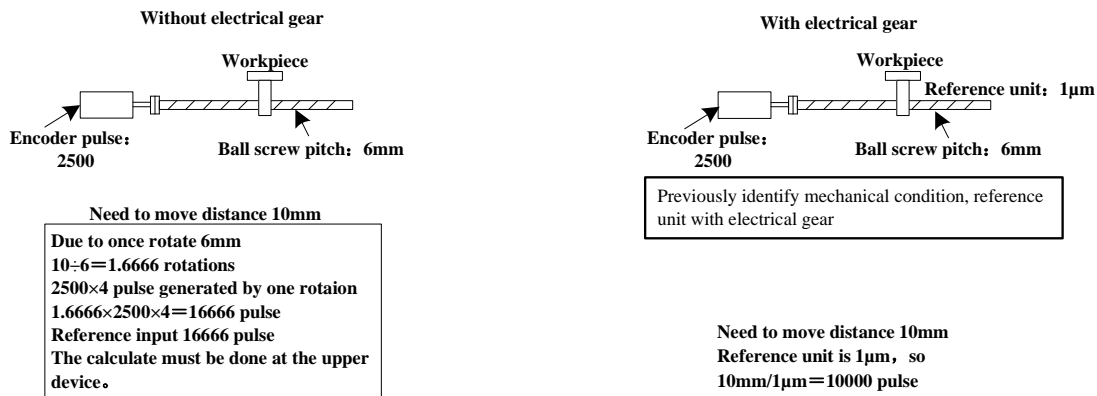 Without electrical gear
Workpiece
Encoder pulse：
2500
Ball screw pitch：6mm
Need to move distance 10mm
Due to once rotate 6mm
10÷6＝1.6666 rotations
2500×4 pulse generated by one rotaion
1.6666×2500×4＝16666 pulse
Reference input 16666 pulse
The calculate must be done at the upper
device。
With electrical gear
Workpiece
Reference unit：1μm
Encoder pulse：
2500
Ball screw pitch：6mm
Previously identify mechanical condition, reference
unit with electrical gear
Need to move distance 10mm
Reference unit is 1μm，so
10mm/1μm＝10000 pulse